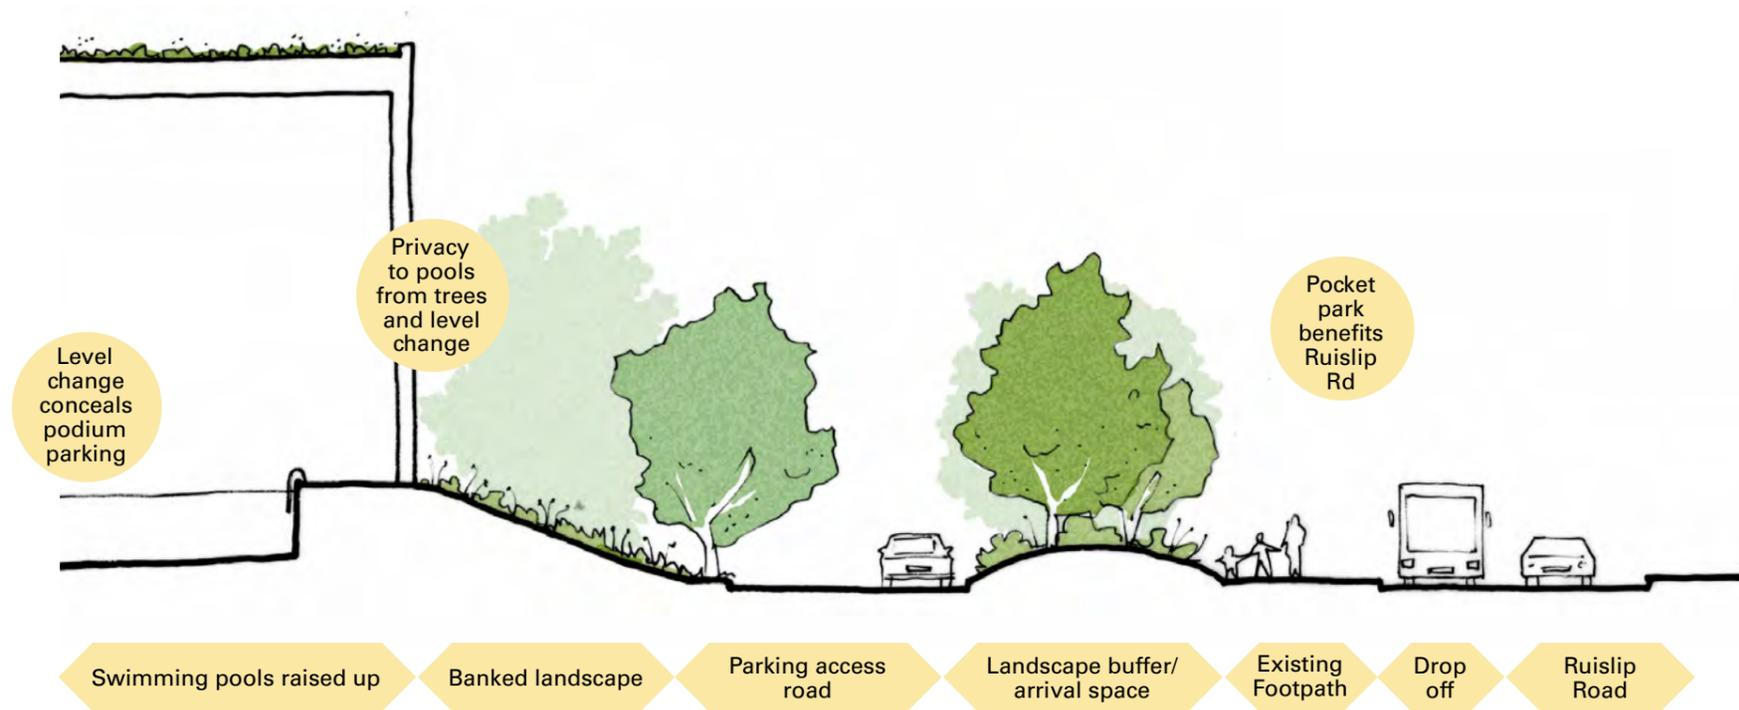 Privacy
to pools
from trees
and level
change
Pocket
park
benefits
Ruislip
Rd
Level
change
conceals
podium
parking
Swimming pools raised up
Banked landscape
Parking access
road
Landscape buffer/
arrival space
Existing
Footpath
Drop
off
Ruislip
Road